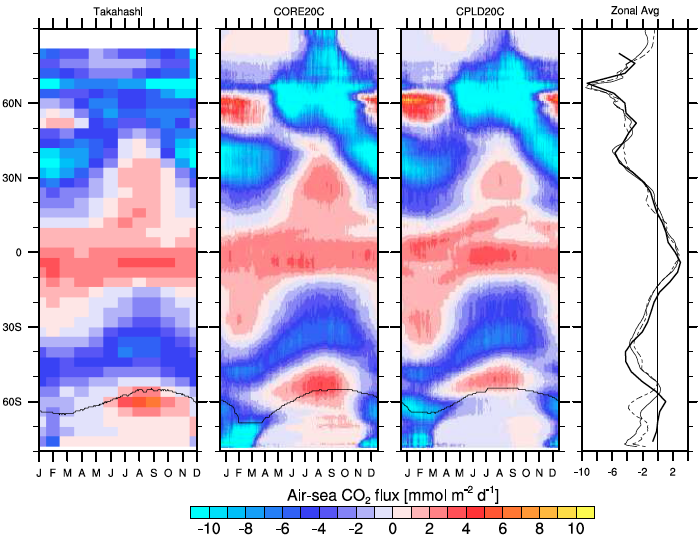 Takahashi
CORE20C
CPLD20C
Zonal Avg
60N
30N
0
30S
60S
J F M A M J J A S O N D
J F M A M J J A S O N D
J F M A M J J A S O N D
-10 -6 -2 2
Air-sea CO₂ flux [mmol m⁻² d⁻¹]
-10 -8 -6 -4 -2 0 2 4 6 8 10